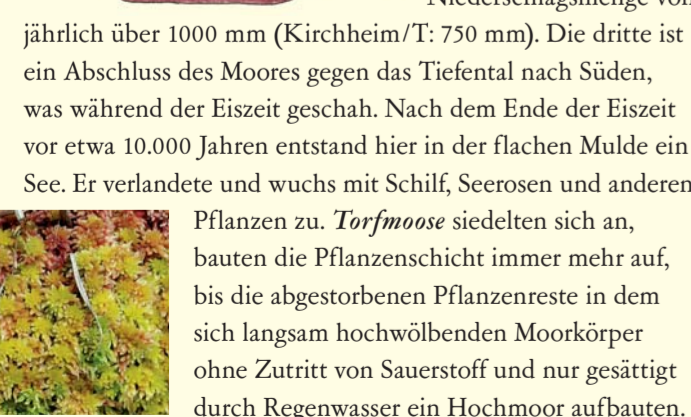 Niederschlagsmenge von
jährlich über 1000 mm (Kirchheim/T: 750 mm). Die dritte ist
ein Abschluss des Moores gegen das Tiefental nach Süden,
was während der Eiszeit geschah. Nach dem Ende der Eiszeit
vor etwa 10.000 Jahren entstand hier in der flachen Mulde ein
See. Er verlandete und wuchs mit Schilf, Seerosen und anderen
Pflanzen zu. Torfmoose siedelten sich an,
bauten die Pflanzenschicht immer mehr auf,
bis die abgestorbenen Pflanzenreste in dem
sich langsam hochwölbenden Moorkörper
ohne Zutritt von Sauerstoff und nur gesättigt
durch Regenwasser ein Hochmoor aufbauten.